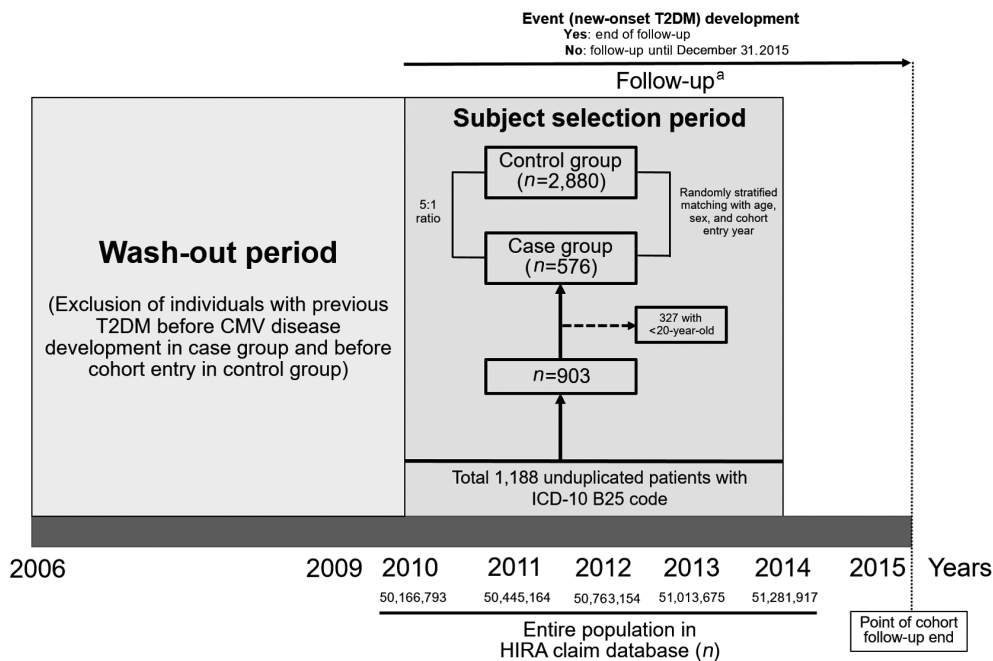 Event (new-onset T2DM) development
Yes: end of follow-up
No: follow-up until December 31.2015
Follow-upa
Subject selection period
Control group
(n=2,880)
5:1
ratio
Randomly stratified
matching with age,
sex, and cohort
entry year
Case group
(n=576)
Wash-out period
(Exclusion of individuals with previous
T2DM before CMV disease
development in case group and before
cohort entry in control group)
327 with
<20-year-old
n=903
Total 1,188 unduplicated patients with
ICD-10 B25 code
2006 2009 2010 2011 2012 2013 2014 2015 Years
50,166,793 50,445,164 50,763,154 51,013,675 51,281,917
Entire population in
HIRA claim database (n)
Point of cohort
follow-up end